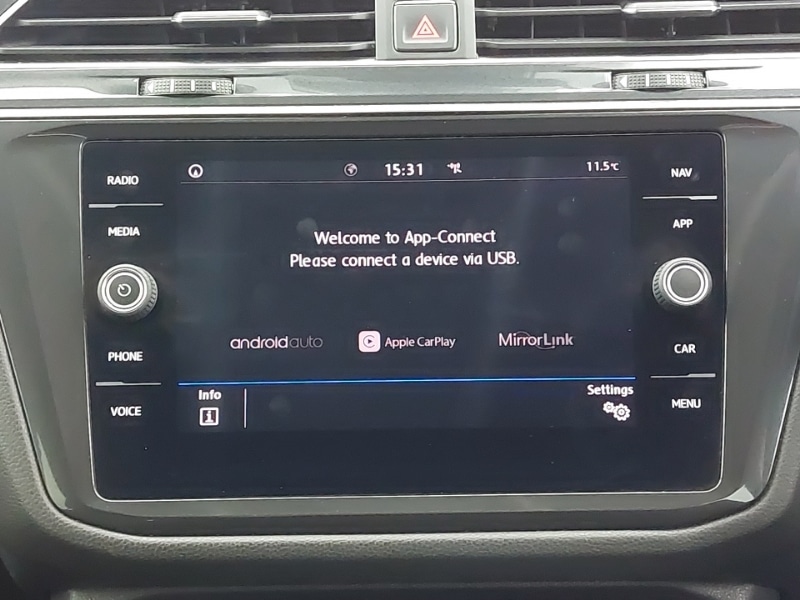 RADIO
MEDIA
PHONE
VOICE
15:31
11.5°C
Welcome to App-Connect
Please connect a device via USB.
androidauto
Apple CarPlay
MirrorLink
Info
i
Settings
NAV
APP
CAR
MENU